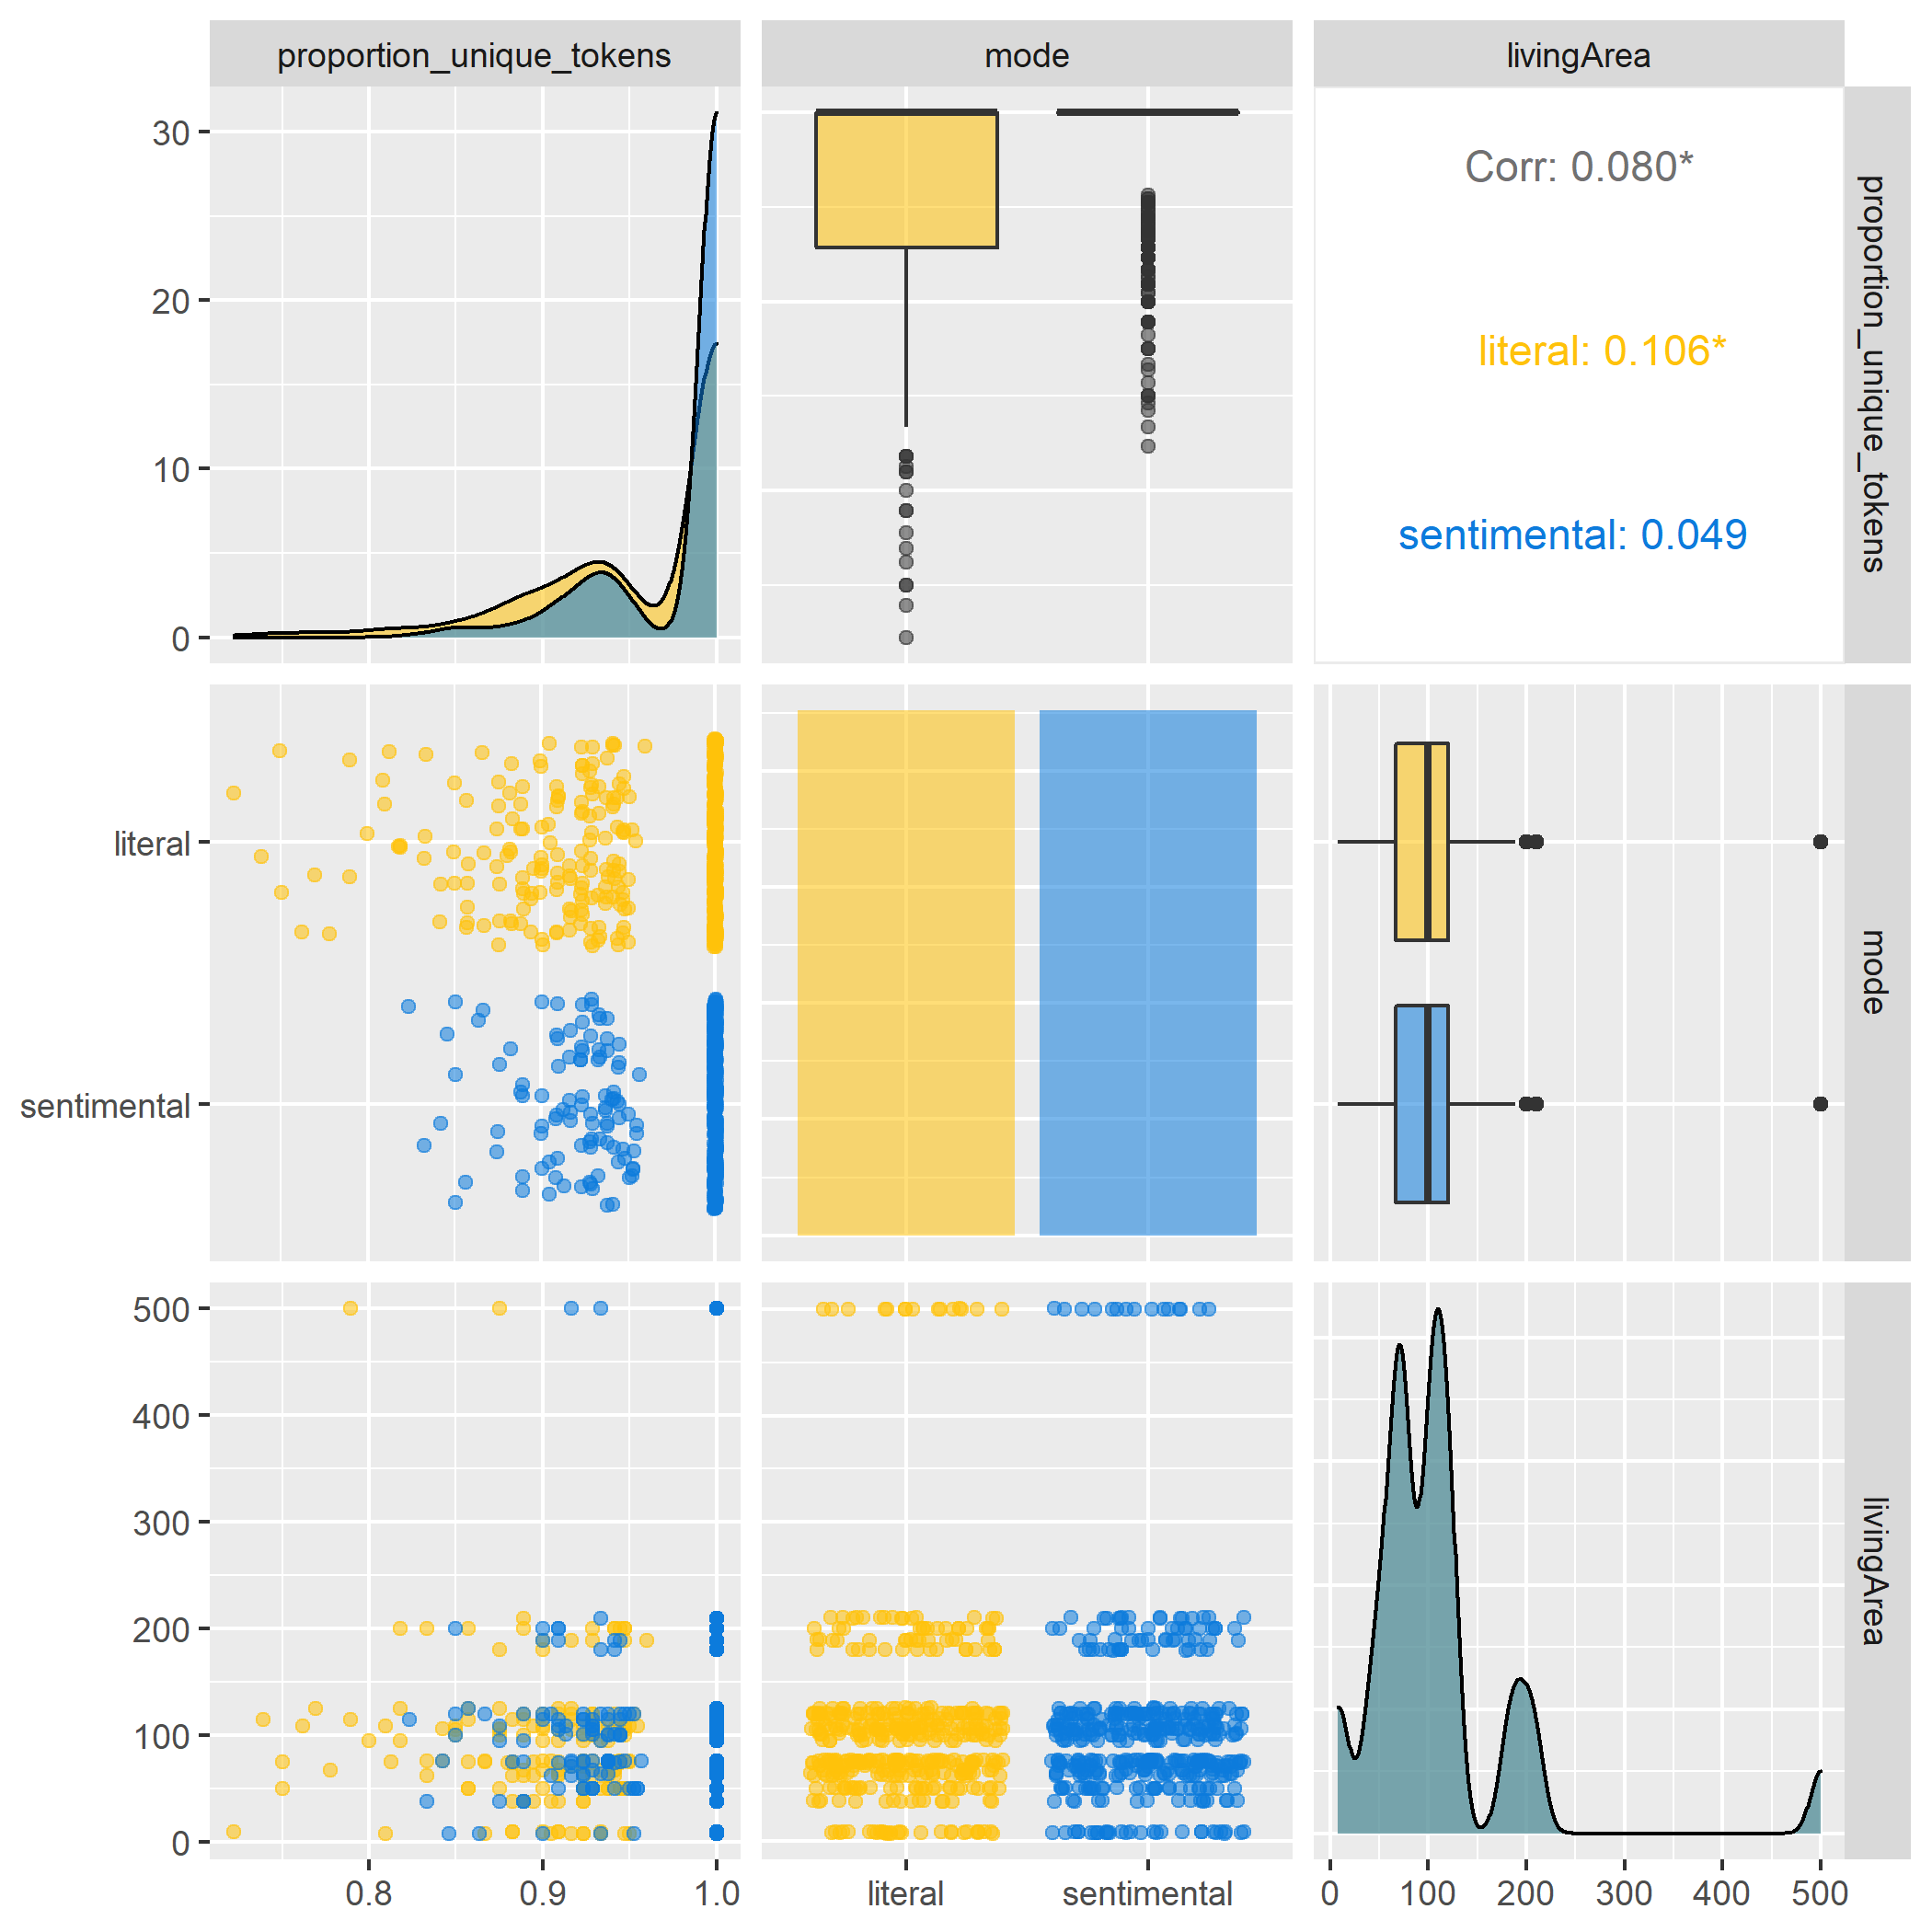 proportion_unique_tokens
mode
livingArea
30
20
10
0
Corr: 0.080*
literal: 0.106*
sentimental: 0.049
proportion_unique_tokens
literal
sentimental
mode
500
400
300
200
100
0
livingArea
0.8 0.9 1.0
literal sentimental
0 100 200 300 400 500